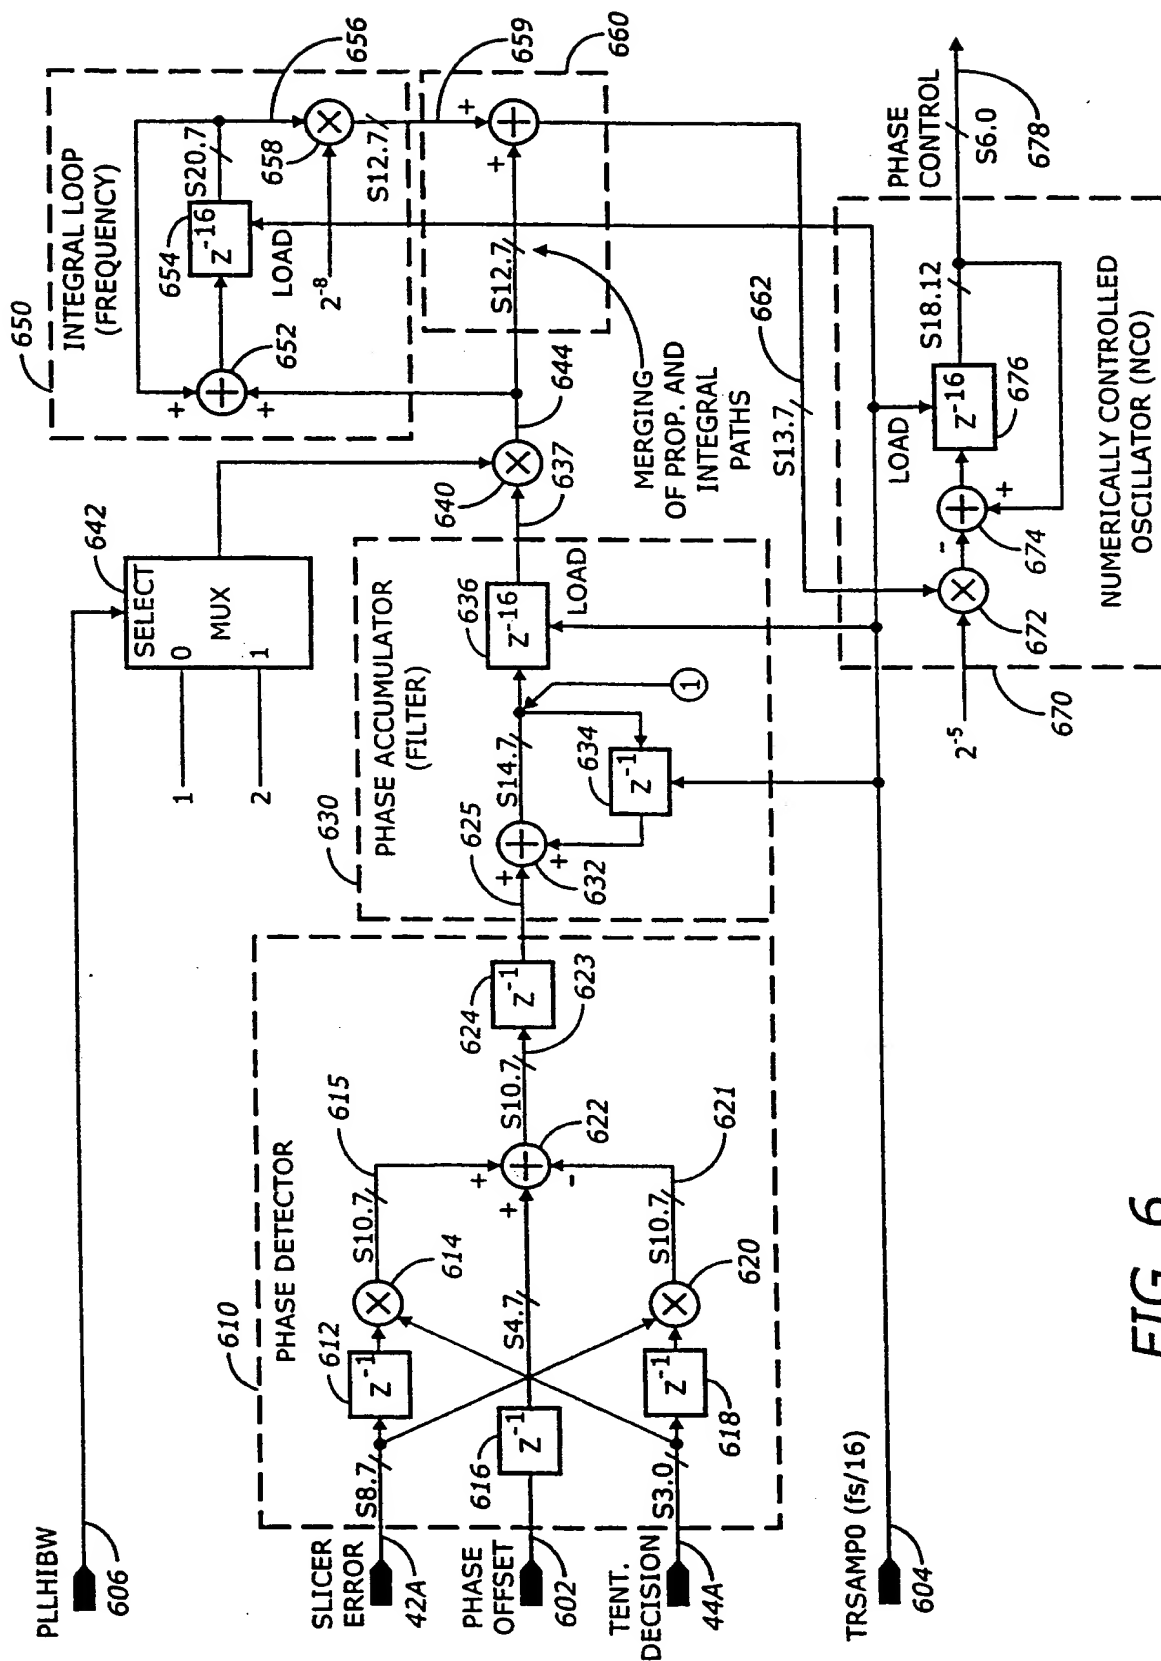 PLLHIBW
606
SELECT
0
MUX
1
642
1
2
650
INTEGRAL LOOP
(FREQUENCY)
654
Z-16
S20.7
LOAD
2-8
652
+
+
656
658
S12.7
659
660
+
+
S12.7
MERGING
OF PROP. AND
INTEGRAL
PATHS
644
640
637
630
PHASE ACCUMULATOR
(FILTER)
625
+
+
632
S14.7
634
Z-1
1
636
Z-16
LOAD
610
PHASE DETECTOR
SLICER
ERROR
42A
S8.7
612
Z-1
614
S10.7
615
PHASE
OFFSET
602
616
Z-1
S4.7
+
+
-
622
S10.7
623
624
Z-1
TENT.
DECISION
44A
S3.0
618
Z-1
620
S10.7
621
TRSAMP0 (fs/16)
604
662
S13.7
2-5
670
672
-
+
674
LOAD
Z-16
676
S18.12
NUMERICALLY CONTROLLED
OSCILLATOR (NCO)
PHASE
CONTROL
S6.0
678
FIG. 6